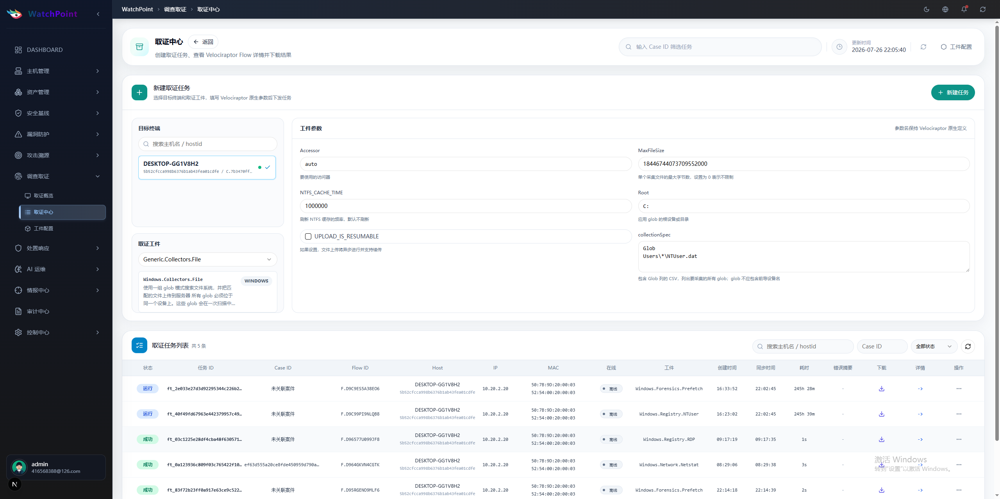 WatchPoint
WatchPoint › 调查取证 › 取证中心
DASHBOARD
主机管理
资产管理
安全基线
漏洞防护
攻击溯源
调查取证
取证概览
取证中心
工件配置
处置响应
AI 运维
情报中心
审计中心
控制中心
admin
416568388@126.com
N
取证中心
返回
创建取证任务、查看 Velociraptor Flow 详情并下载结果
输入 Case ID 筛选任务
更新时间
2026-07-26 22:05:40
工件配置
新建取证任务
选择目标终端和取证工件，填写 Velociraptor 原生参数后下发任务
新建任务
目标终端
搜索主机名 / hostid
DESKTOP-GG1V8H2
5b52cfcca998b6376b1ab43fea01cdfe / C.7b3470ff…
取证工件
Generic.Collectors.File
Windows.Collectors.File
WINDOWS
使用一组 glob 模式搜索文件系统，并把匹
配的文件上传到服务器 所有 glob 必须位于
同一个设备上。这些 glob 会在一次扫描中...
工件参数
参数名保持 Velociraptor 原生定义
Accessor
auto
要使用的访问器
MaxFileSize
18446744073709552000
单个采集文件的最大字节数，设置为 0 表示不限制
NTFS_CACHE_TIME
1000000
刷新 NTFS 缓存的频率，默认不刷新
Root
C:
应用 glob 的根设备或目录
UPLOAD_IS_RESUMABLE
如果设置，文件上传将异步进行并支持续传
collectionSpec
Glob
Users\*\NTUser.dat
包含 Glob 列的 CSV，列出要采集的所有 glob；glob 不应包含前导设备名
取证任务列表 共 5 条
搜索主机名 / hostid
Case ID
全部状态
状态 任务 ID Case ID Flow ID Host IP MAC 在线 工件 创建时间 同步时间 耗时 错误摘要 下载 详情 操作
运行 ft_2e033e27d3d92295344c226b2… 未关联案件 F.D9C9ES5A38EO6 DESKTOP-GG1V8H2 10.20.2.20 50:7B:9D:20:00:03 离线 Windows.Forensics.Prefetch 16:33:52 22:02:45 245h 28m - -> ...
5b52cfcca998b6376b1ab43fea01cdfe 52:54:00:20:00:03
运行 ft_40f49fd67963e442379957c49… 未关联案件 F.D9C99PI9NLQB8 DESKTOP-GG1V8H2 10.20.2.20 50:7B:9D:20:00:03 离线 Windows.Registry.NTUser 16:23:02 22:02:45 245h 39m - -> ...
5b52cfcca998b6376b1ab43fea01cdfe 52:54:00:20:00:03
成功 ft_03c1225e28df4cba48f630571… 未关联案件 F.D96577U099JF8 DESKTOP-GG1V8H2 10.20.2.20 50:7B:9D:20:00:03 离线 Windows.Registry.RDP 09:17:19 09:17:35 1s - -> ...
5b52cfcca998b6376b1ab43fea01cdfe 52:54:00:20:00:03
成功 ft_0a123936c809f03c765422f10… ef63d555a20ce8fde450959d790a… F.D964GKVN4CGTK DESKTOP-GG1V8H2 10.20.2.20 50:7B:9D:20:00:03 离线 Windows.Network.Netstat 08:29:06 08:29:38 3s - -> ...
5b52cfcca998b6376b1ab43fea01cdfe 52:54:00:20:00:03
成功 ft_83f72b23ff0a917e63ce9c522… 未关联案件 F.D95RGENO9MLF6 DESKTOP-GG1V8H2 10.20.2.20 50:7B:9D:20:00:03 离线 Windows.Forensics.Prefetch 22:14:18 22:14:39 2s - -> ...
5b52cfcca998b6376b1ab43fea01cdfe 52:54:00:20:00:03
激活 Windows
转到"设置"以激活 Windows。